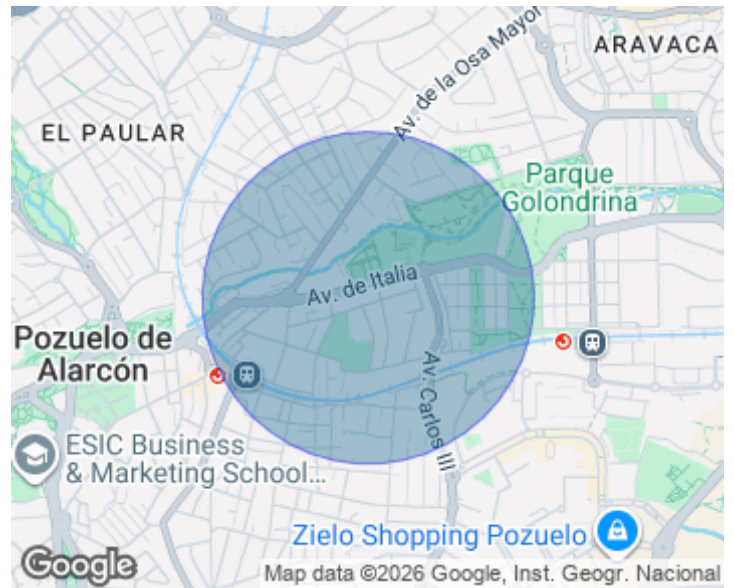 ARAVACA
Av. de la Osa Mayor
EL PAULAR
Parque
Golondrina
Av. de Italia
Pozuelo de
Alarcón
Av. Carlos III
ESIC Business
& Marketing School...
Zielo Shopping Pozuelo
Google
Map data ©2026 Google, Inst. Geogr. Nacional